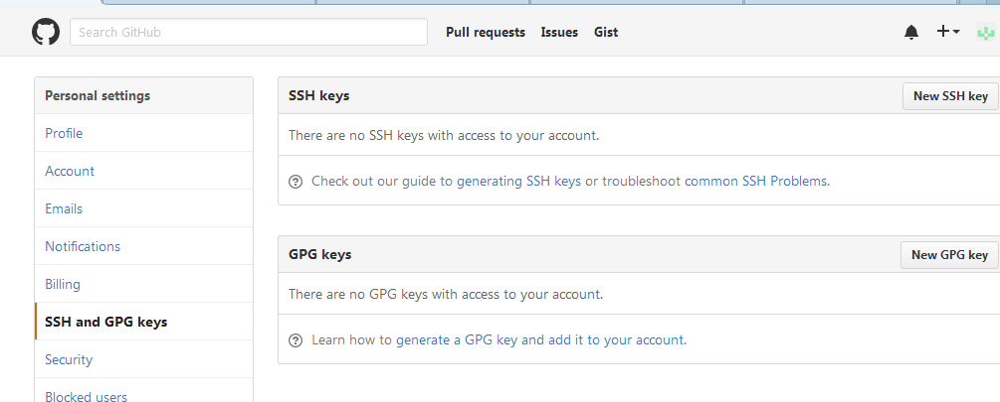 Search GitHub Pull requests Issues Gist
Personal settings
Profile
Account
Emails
Notifications
Billing
SSH and GPG keys
Security
Blocked users
SSH keys New SSH key
There are no SSH keys with access to your account.
Check out our guide to generating SSH keys or troubleshoot common SSH Problems.
GPG keys New GPG key
There are no GPG keys with access to your account.
Learn how to generate a GPG key and add it to your account.